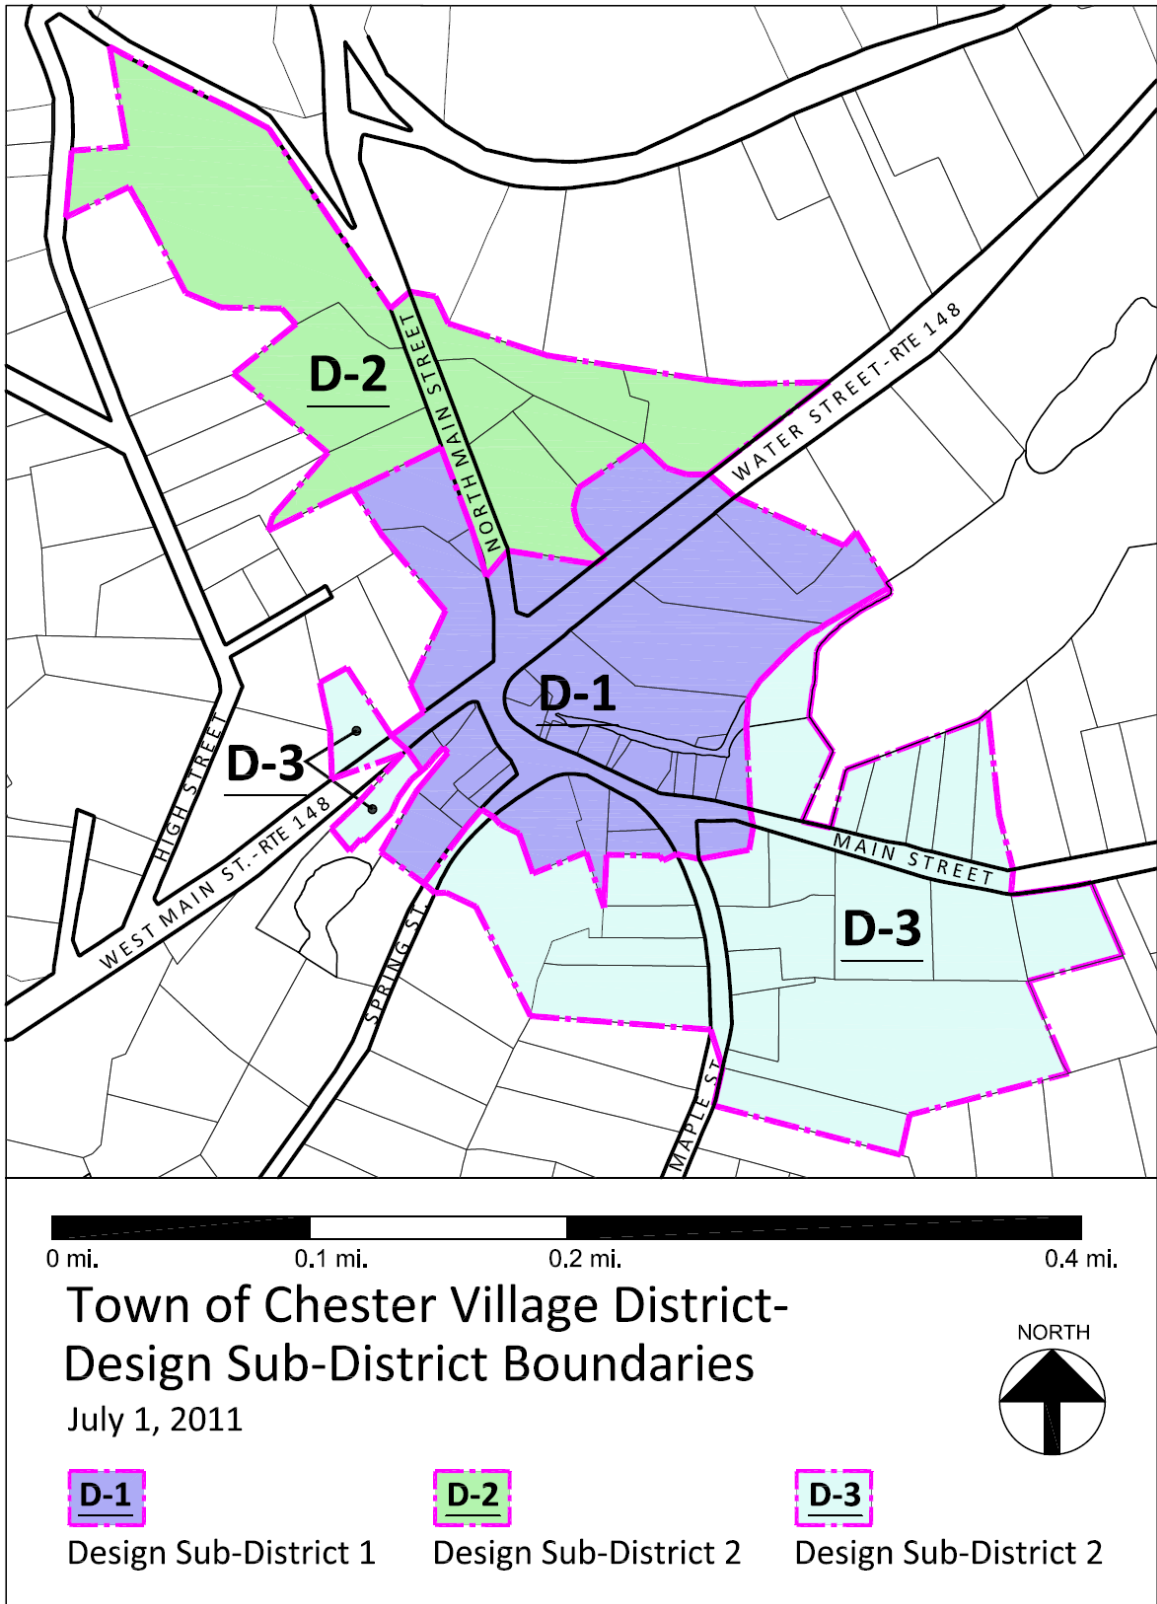 D-2
NORTH MAIN STREET
WATER STREET-RTE 148
D-1
D-3
HIGH STREET
WEST MAIN ST.-RTE 148
MAIN STREET
D-3
SPRING ST.
MAPLE ST
0 mi.
0.1 mi.
0.2 mi.
0.4 mi.
Town of Chester Village District-
Design Sub-District Boundaries
July 1, 2011
NORTH
D-1
D-2
D-3
Design Sub-District 1
Design Sub-District 2
Design Sub-District 2